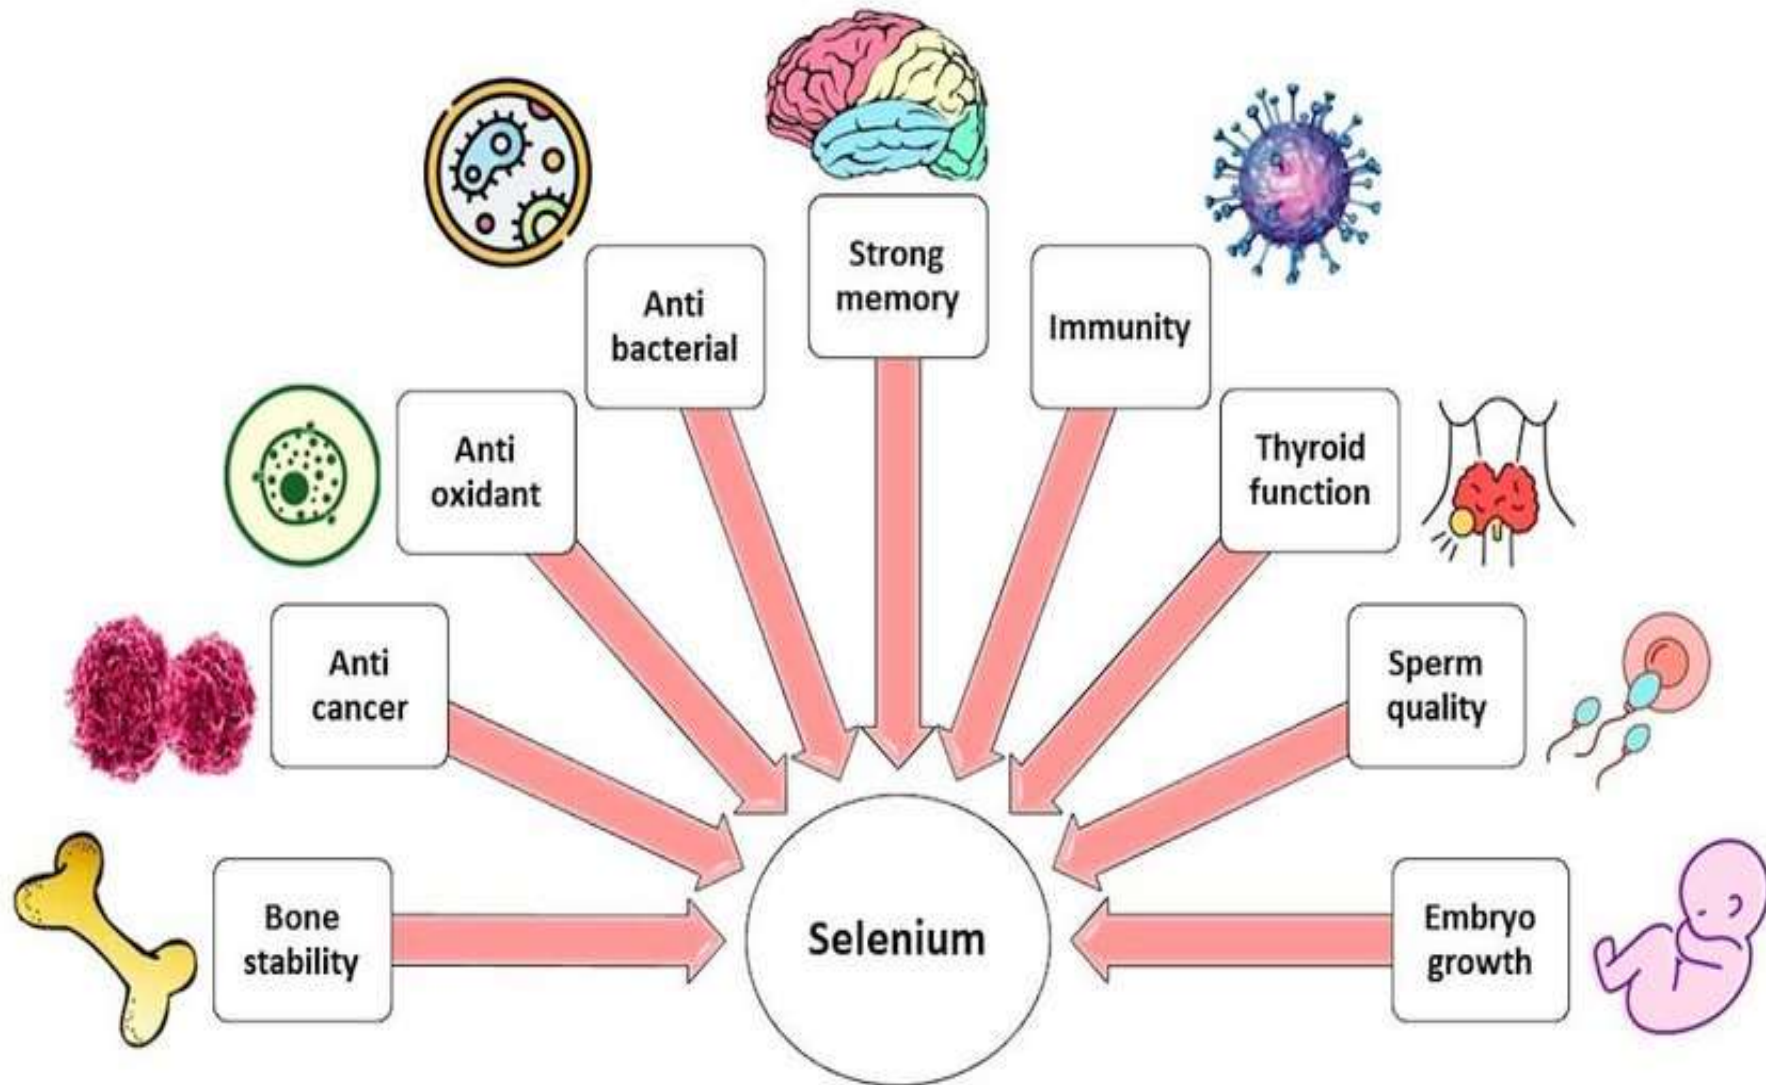 Strong
memory
Anti
bacterial
Immunity
Anti
oxidant
Thyroid
function
Anti
cancer
Sperm
quality
Bone
stability
Selenium
Embryo
growth